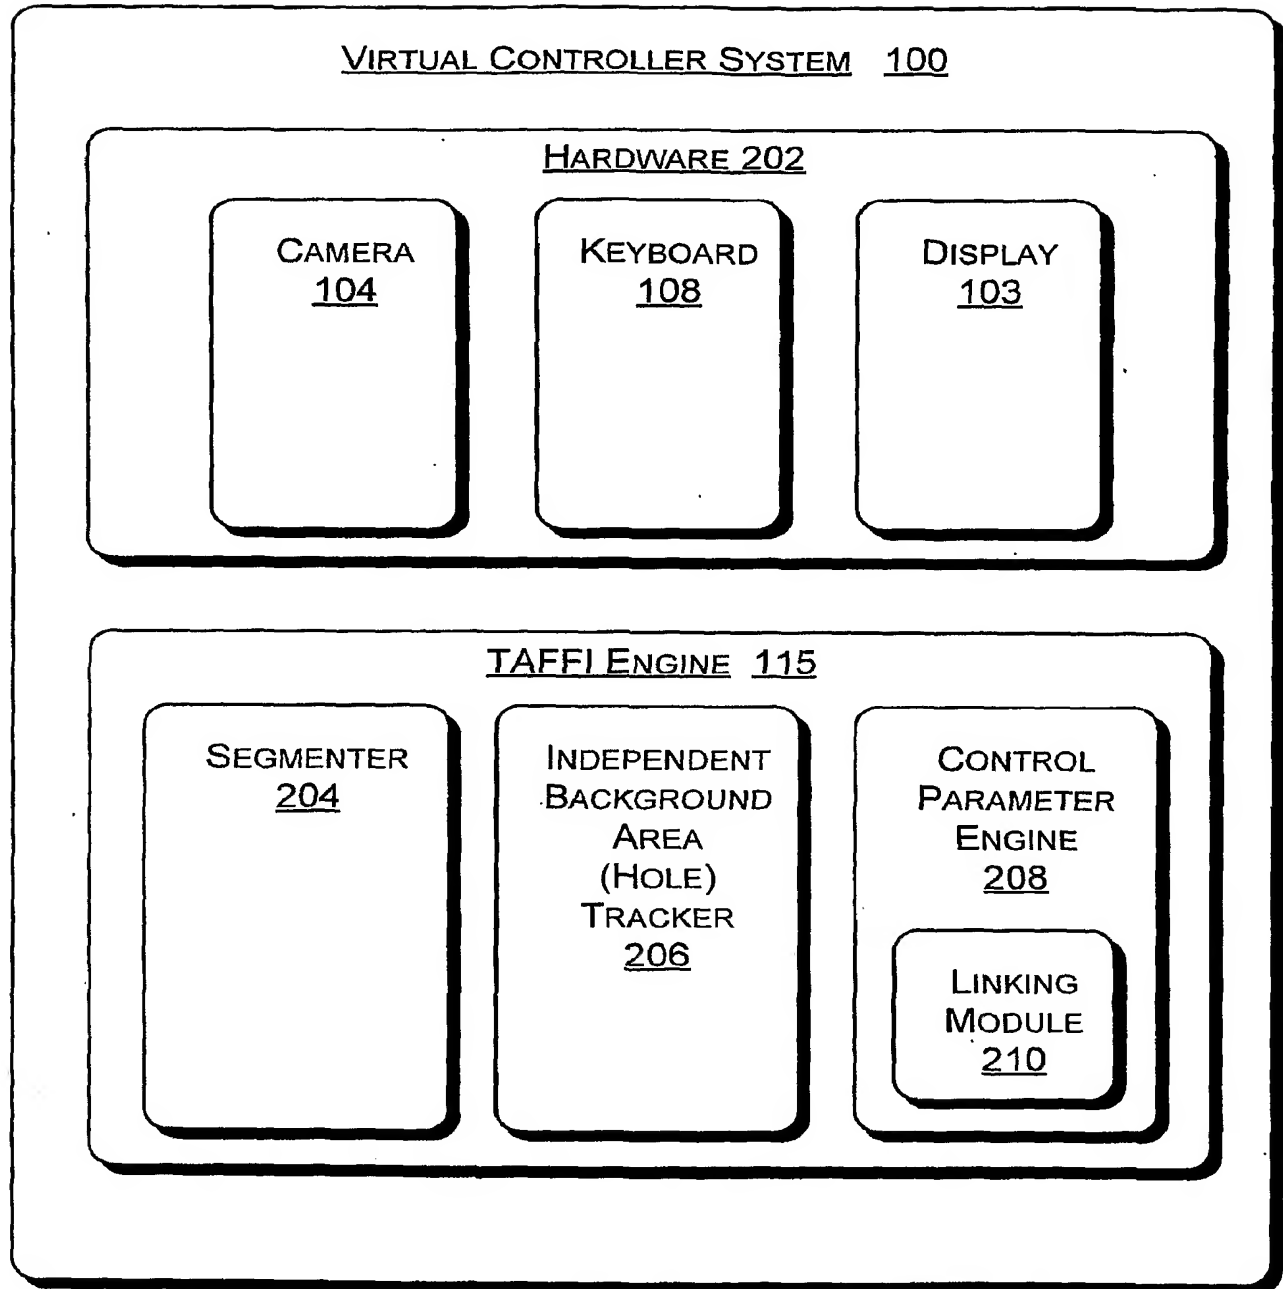 VIRTUAL CONTROLLER SYSTEM 100
HARDWARE 202
CAMERA
104
KEYBOARD
108
DISPLAY
103
TAFFI ENGINE 115
SEGMENTER
204
INDEPENDENT
BACKGROUND
AREA
(HOLE)
TRACKER
206
CONTROL
PARAMETER
ENGINE
208
LINKING
MODULE
210